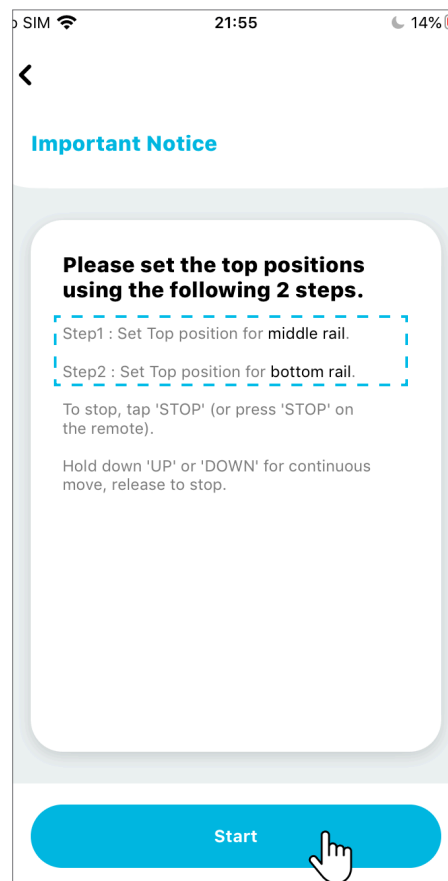 SIM 21:55 14%
Important Notice
Please set the top positions
using the following 2 steps.
Step1 : Set Top position for middle rail.
Step2 : Set Top position for bottom rail.
To stop, tap 'STOP' (or press 'STOP' on
the remote).
Hold down 'UP' or 'DOWN' for continuous
move, release to stop.
Start